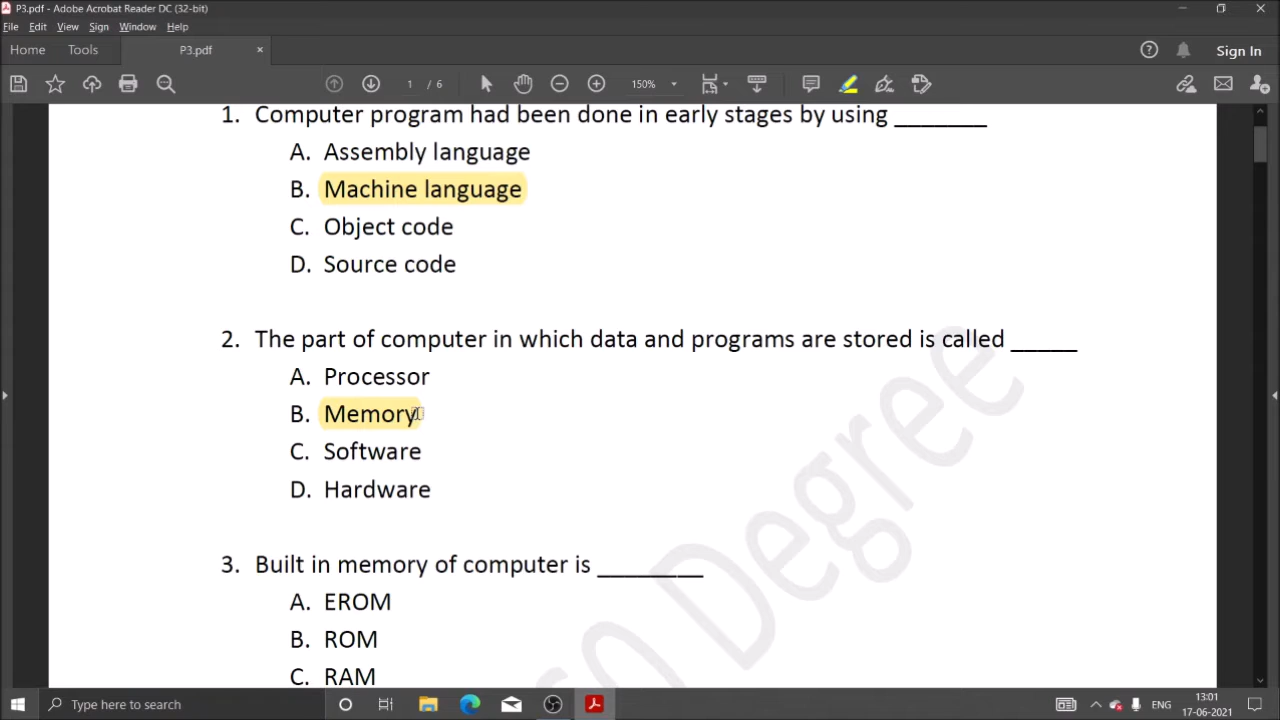 P3.pdf - Adobe Acrobat Reader DC (32-bit)
File Edit View Sign Window Help
Home Tools P3.pdf × Sign In
1 / 6 150%
1. Computer program had been done in early stages by using _______
A. Assembly language
B. Machine language
C. Object code
D. Source code
2. The part of computer in which data and programs are stored is called _____
A. Processor
B. Memory
C. Software
D. Hardware
3. Built in memory of computer is ________
A. EROM
B. ROM
C. RAM
so Degree
Type here to search
ENG
13:01
17-06-2021